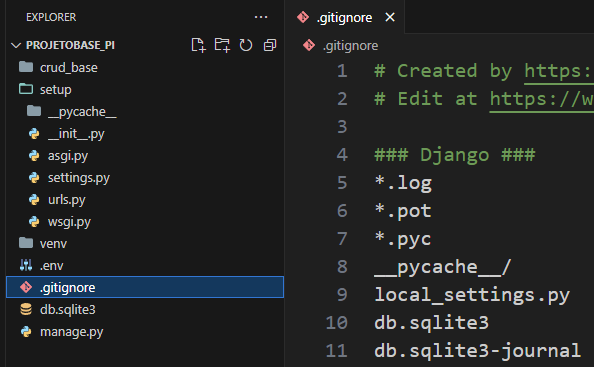 EXPLORER
PROJETOBASE_PI
crud_base
setup
__pycache__
__init__.py
asgi.py
settings.py
urls.py
wsgi.py
venv
.env
.gitignore
db.sqlite3
manage.py
.gitignore
.gitignore
1 # Created by https:
2 # Edit at https://w
3
4 ### Django ###
5 *.log
6 *.pot
7 *.pyc
8 __pycache__/
9 local_settings.py
10 db.sqlite3
11 db.sqlite3-journal